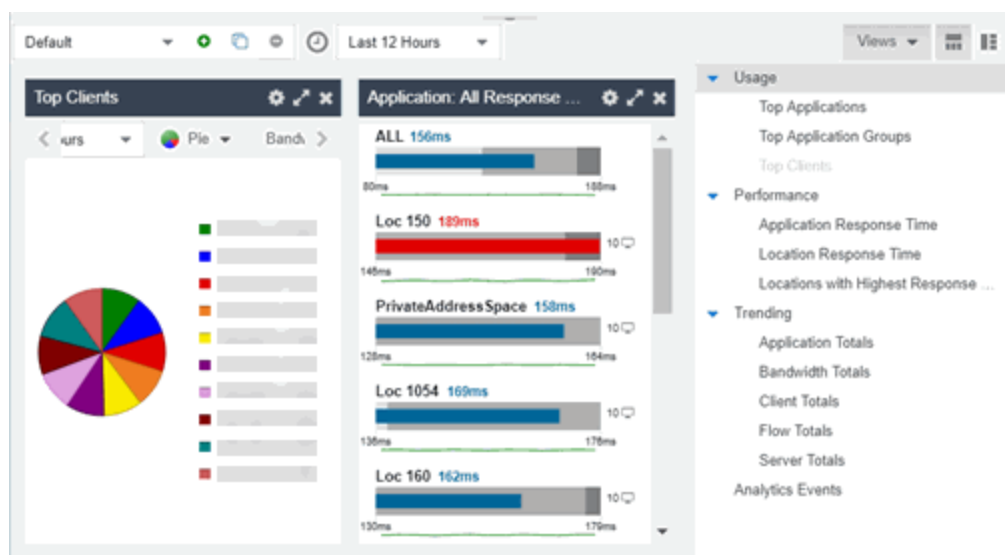 Default
Last 12 Hours
Views
Top Clients
urs
Pie
Bandv
Application: All Response ...
ALL 156ms
80ms 188ms
Loc 150 189ms
10
146ms 190ms
PrivateAddressSpace 158ms
10
128ms 164ms
Loc 1054 169ms
10
136ms 176ms
Loc 160 162ms
10
130ms 179ms
Usage
Top Applications
Top Application Groups
Top Clients
Performance
Application Response Time
Location Response Time
Locations with Highest Response ...
Trending
Application Totals
Bandwidth Totals
Client Totals
Flow Totals
Server Totals
Analytics Events